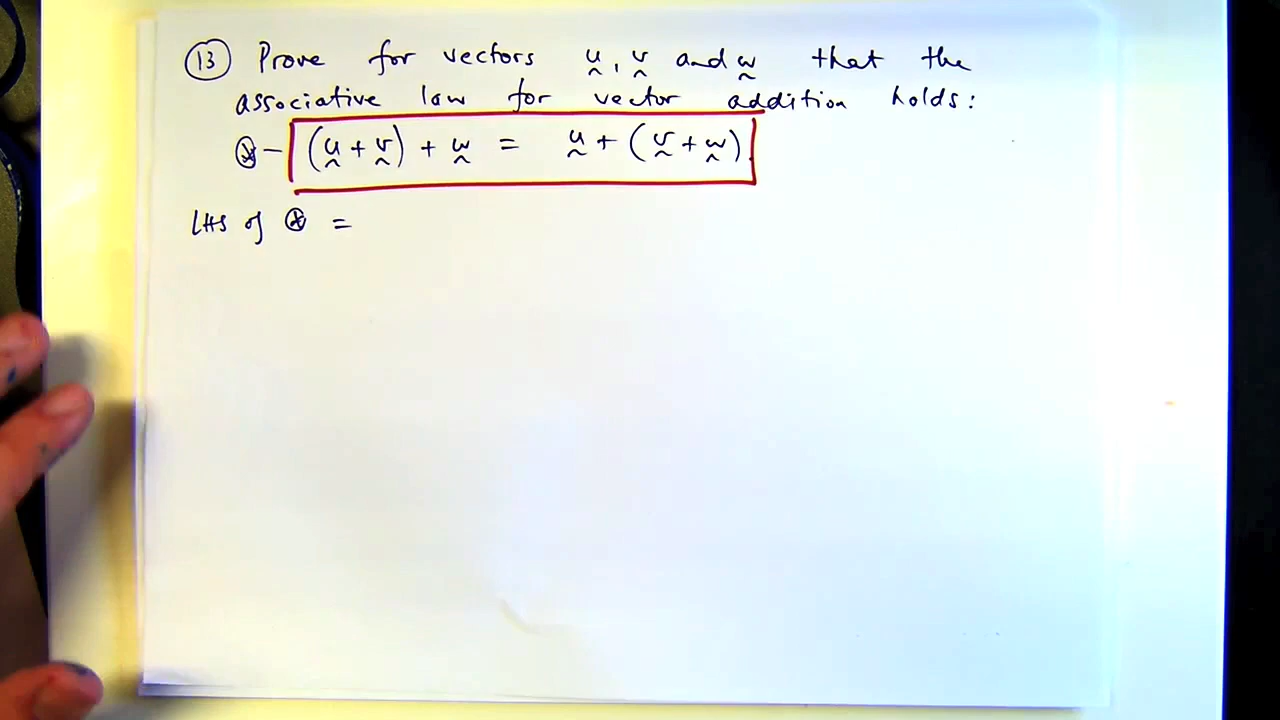 ⑬ Prove for vectors ṵ, v̰ and w̰ that the
associative law for vector addition holds:
⊛ – (ṵ + v̰) + w̰ = ṵ + (v̰ + w̰).
LHS of ⊛ =